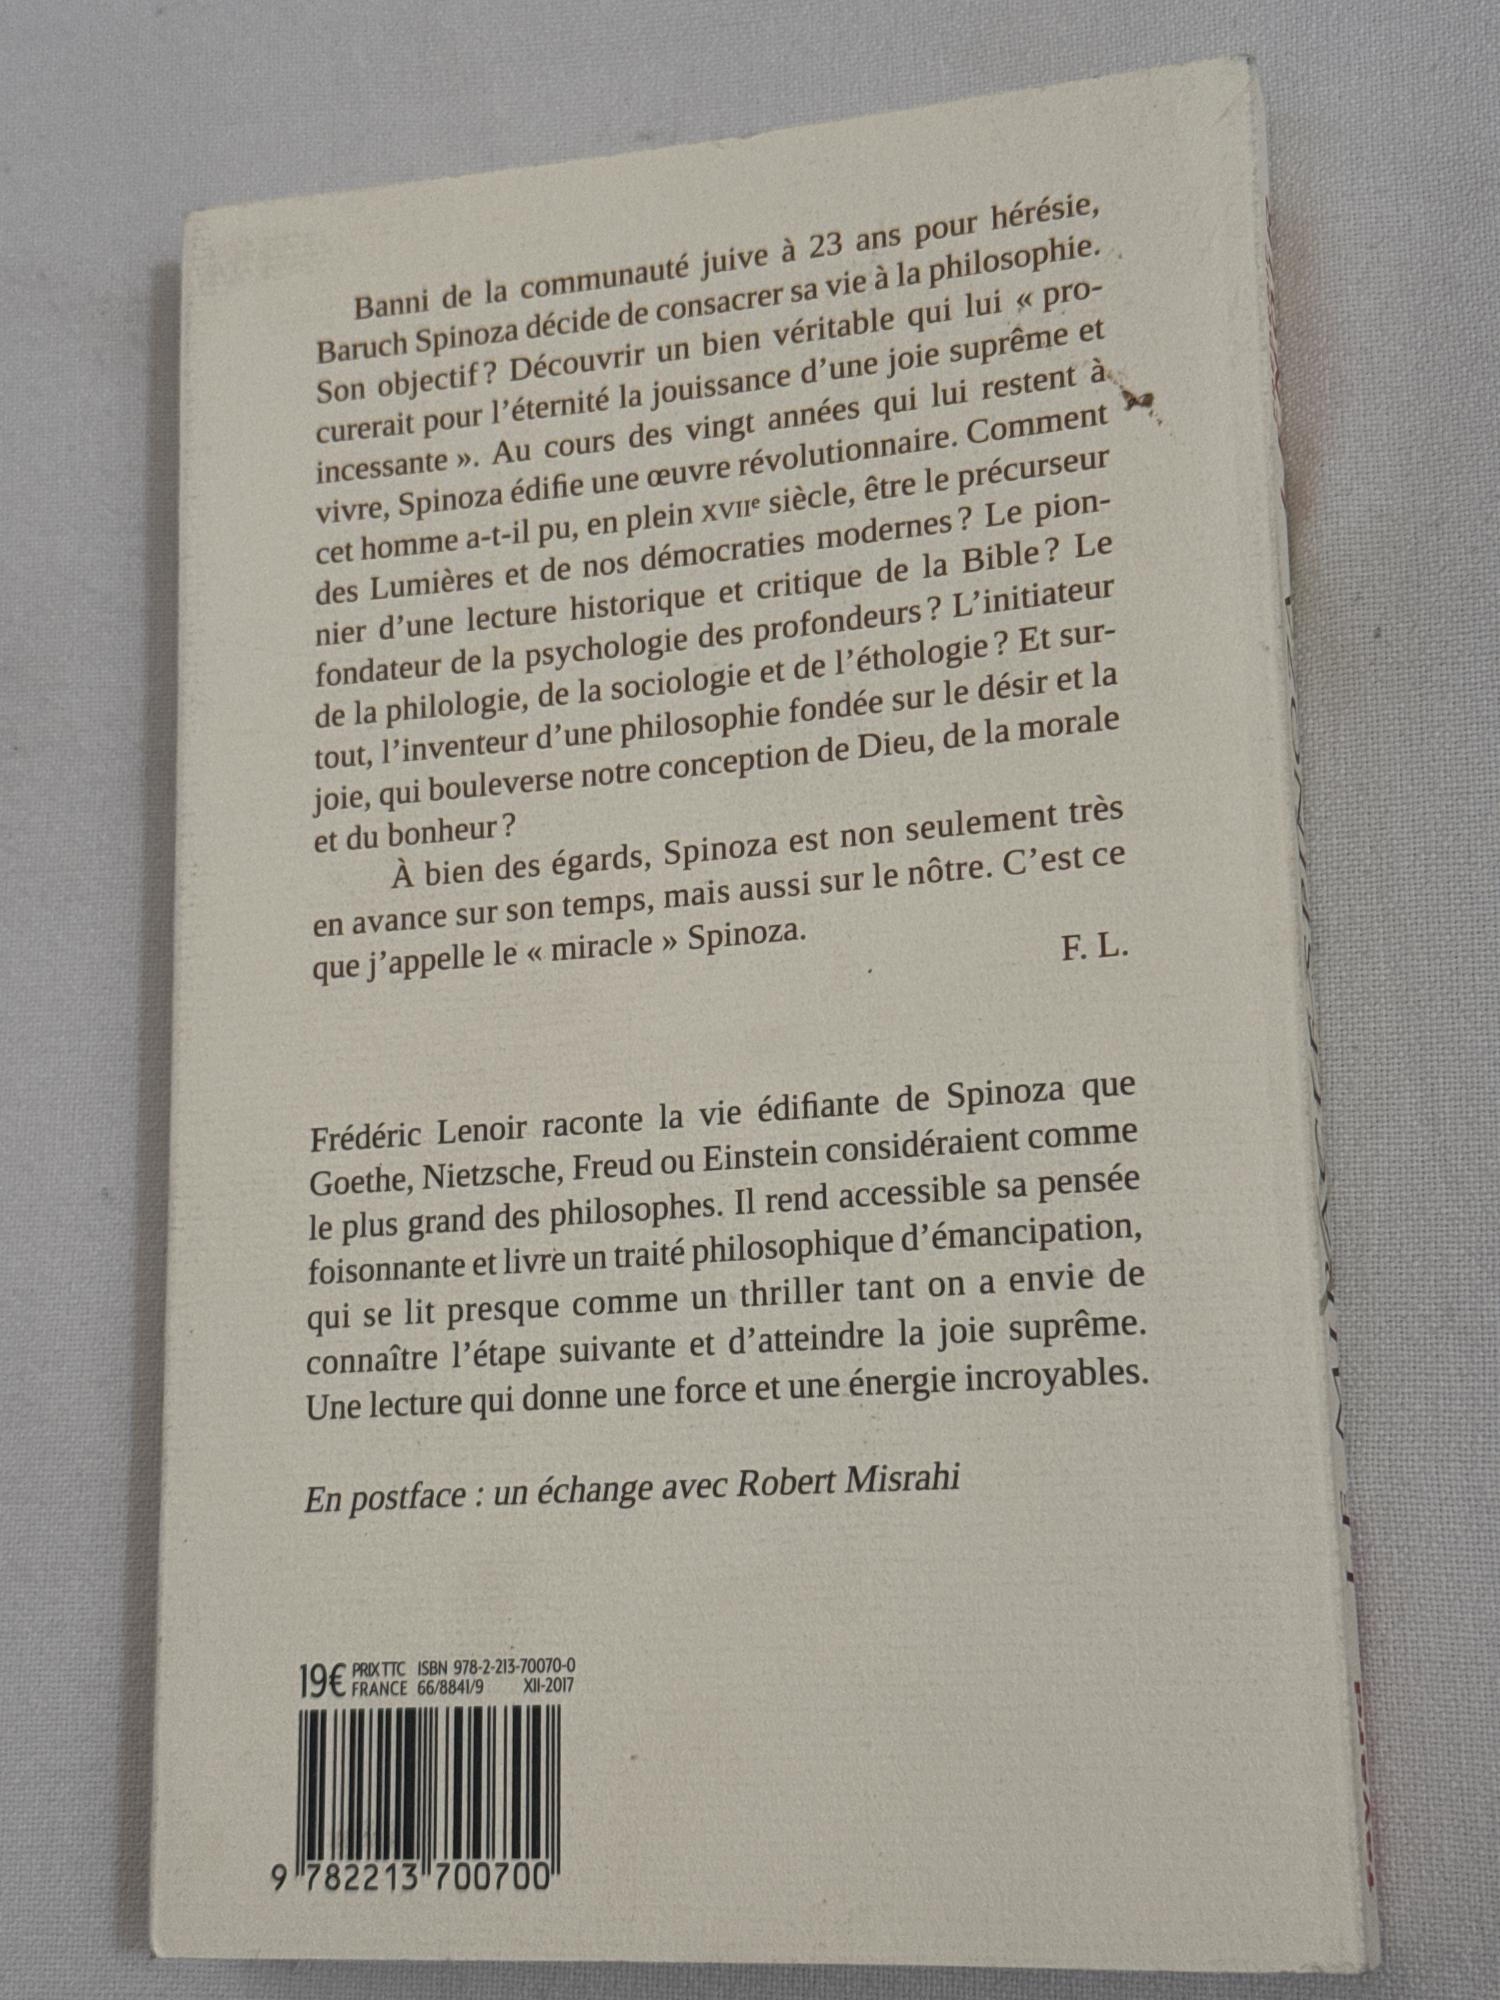 Banni de la communauté juive à 23 ans pour hérésie,
Baruch Spinoza décide de consacrer sa vie à la philosophie.
Son objectif ? Découvrir un bien véritable qui lui « pro-
curerait pour l’éternité la jouissance d’une joie suprême et
incessante ». Au cours des vingt années qui lui restent à
vivre, Spinoza édifie une œuvre révolutionnaire. Comment
cet homme a-t-il pu, en plein XVIIe siècle, être le précurseur
des Lumières et de nos démocraties modernes ? Le pion-
nier d’une lecture historique et critique de la Bible ? Le
fondateur de la psychologie des profondeurs ? L’initiateur
de la philologie, de la sociologie et de l’éthologie ? Et sur-
tout, l’inventeur d’une philosophie fondée sur le désir et la
joie, qui bouleverse notre conception de Dieu, de la morale
et du bonheur ?
À bien des égards, Spinoza est non seulement très
en avance sur son temps, mais aussi sur le nôtre. C’est ce
que j’appelle le « miracle » Spinoza.
F. L.
Frédéric Lenoir raconte la vie édifiante de Spinoza que
Goethe, Nietzsche, Freud ou Einstein considéraient comme
le plus grand des philosophes. Il rend accessible sa pensée
foisonnante et livre un traité philosophique d’émancipation,
qui se lit presque comme un thriller tant on a envie de
connaître l’étape suivante et d’atteindre la joie suprême.
Une lecture qui donne une force et une énergie incroyables.
En postface : un échange avec Robert Misrahi
19€ PRIX TTC ISBN 978-2-213-70070-0
FRANCE 66/8841/9 XII-2017
9 782213 700700